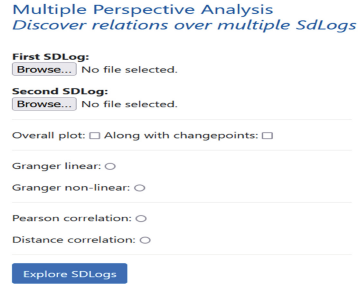 Multiple Perspective Analysis
Discover relations over multiple SdLogs
First SDLog:
Browse... No file selected.
Second SDLog:
Browse... No file selected.
Overall plot: Along with changepoints:
Granger linear:
Granger non-linear:
Pearson correlation:
Distance correlation:
Explore SDLogs